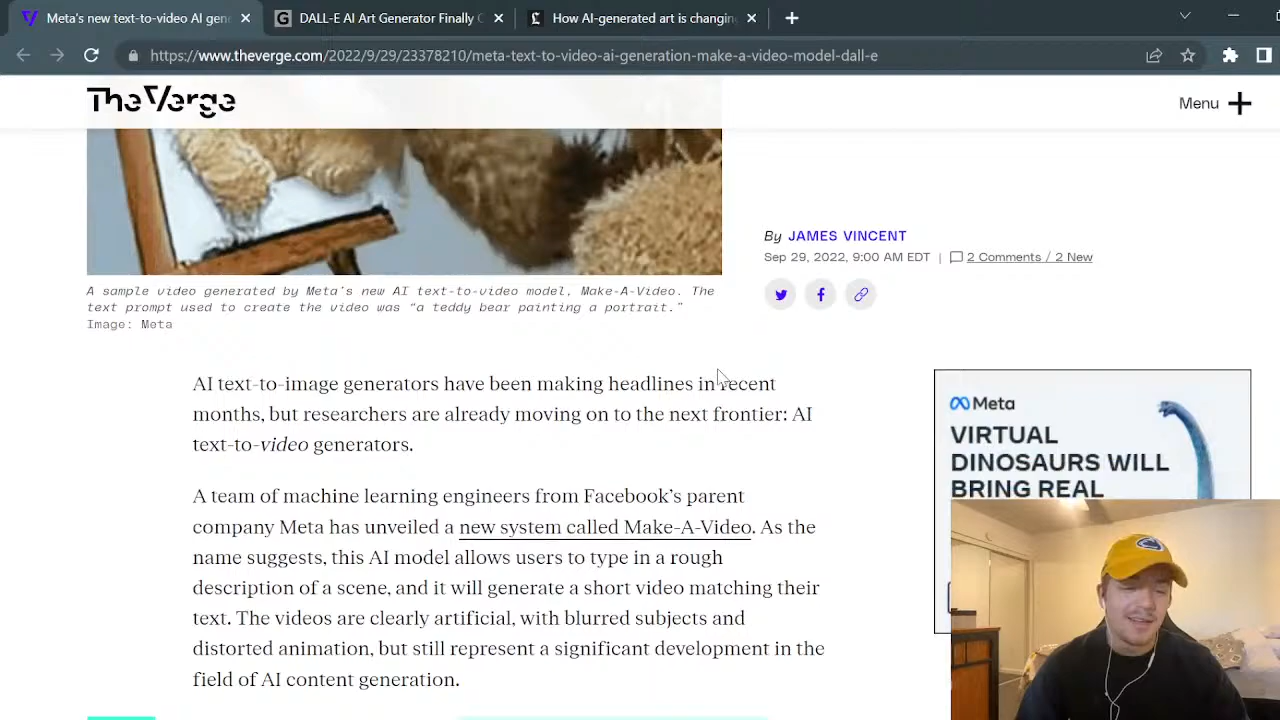 Meta's new text-to-video AI gen
DALL-E AI Art Generator Finally
How AI-generated art is changin
https://www.theverge.com/2022/9/29/23378210/meta-text-to-video-ai-generation-make-a-video-model-dall-e
The Verge
Menu
By JAMES VINCENT
Sep 29, 2022, 9:00 AM EDT | 2 Comments / 2 New
A sample video generated by Meta's new AI text-to-video model, Make-A-Video. The
text prompt used to create the video was “a teddy bear painting a portrait.”
Image: Meta
AI text-to-image generators have been making headlines in recent
months, but researchers are already moving on to the next frontier: AI
text-to-video generators.
A team of machine learning engineers from Facebook’s parent
company Meta has unveiled a new system called Make-A-Video. As the
name suggests, this AI model allows users to type in a rough
description of a scene, and it will generate a short video matching their
text. The videos are clearly artificial, with blurred subjects and
distorted animation, but still represent a significant development in the
field of AI content generation.
Meta
VIRTUAL
DINOSAURS WILL
BRING REAL